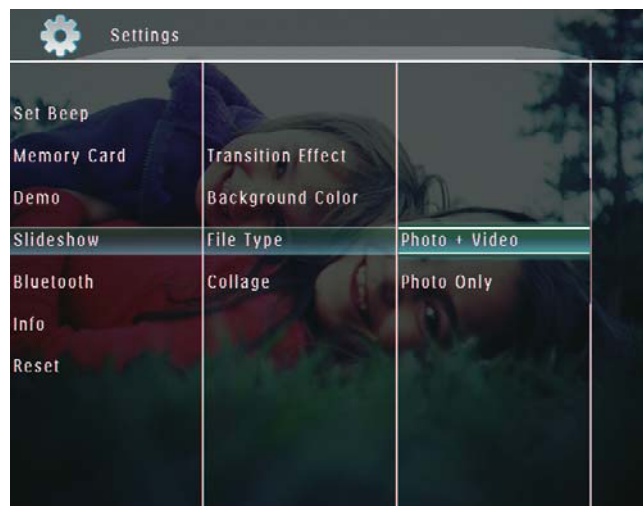 Settings
Set Beep
Memory Card
Demo
Slideshow
Bluetooth
Info
Reset
Transition Effect
Background Color
File Type
Collage
Photo + Video
Photo Only